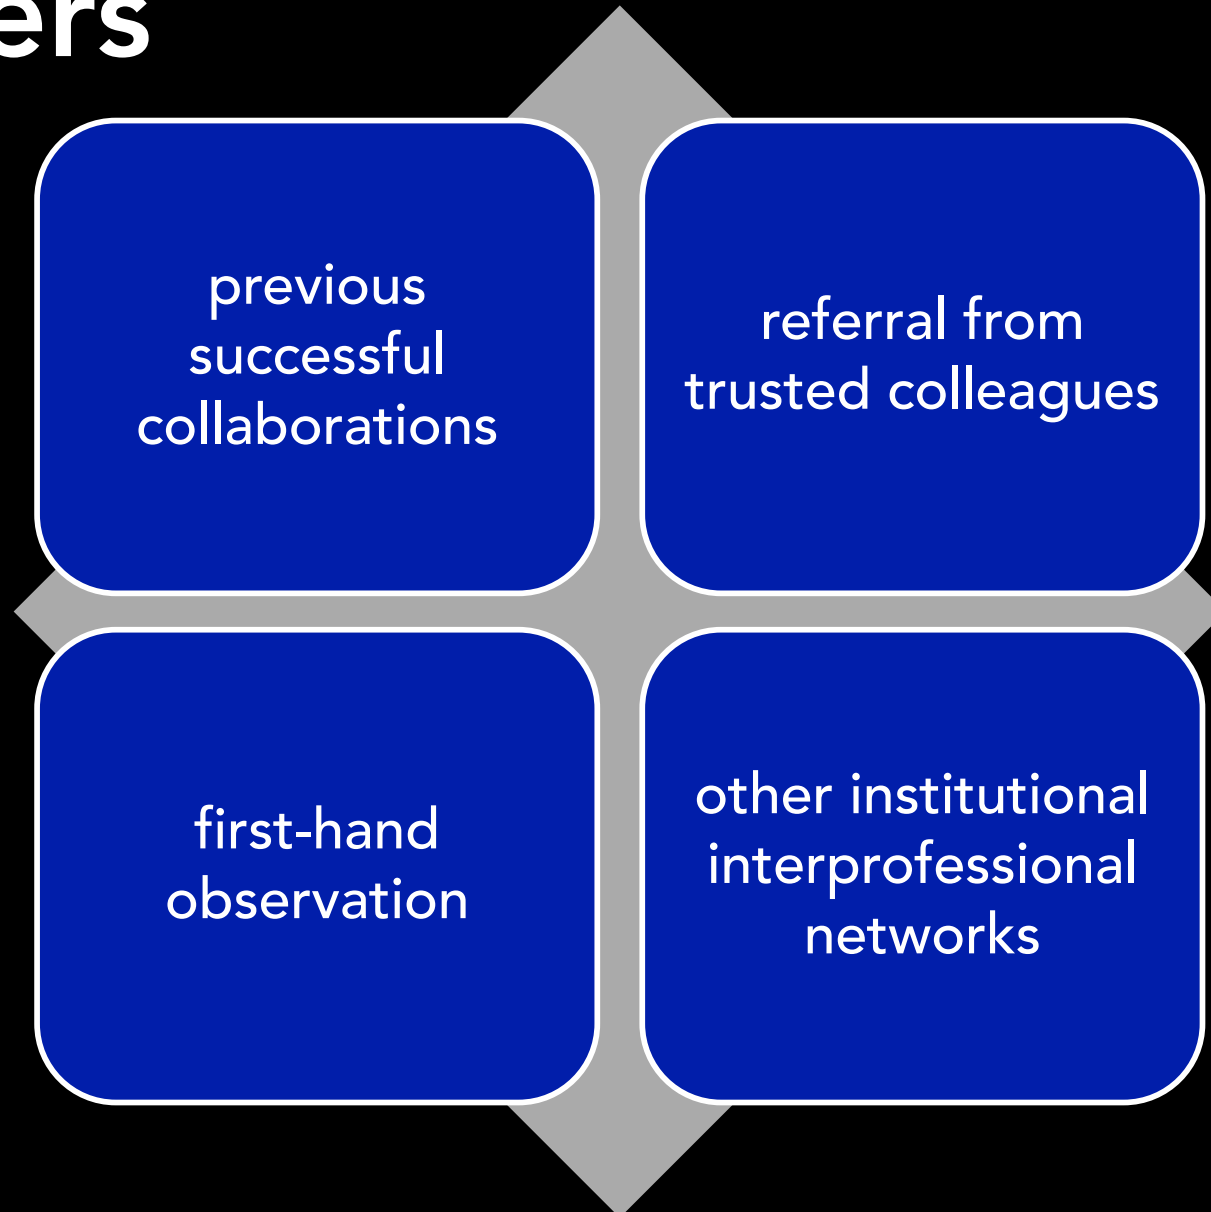 ers
previous
successful
collaborations
referral from
trusted colleagues
first-hand
observation
other institutional
interprofessional
networks